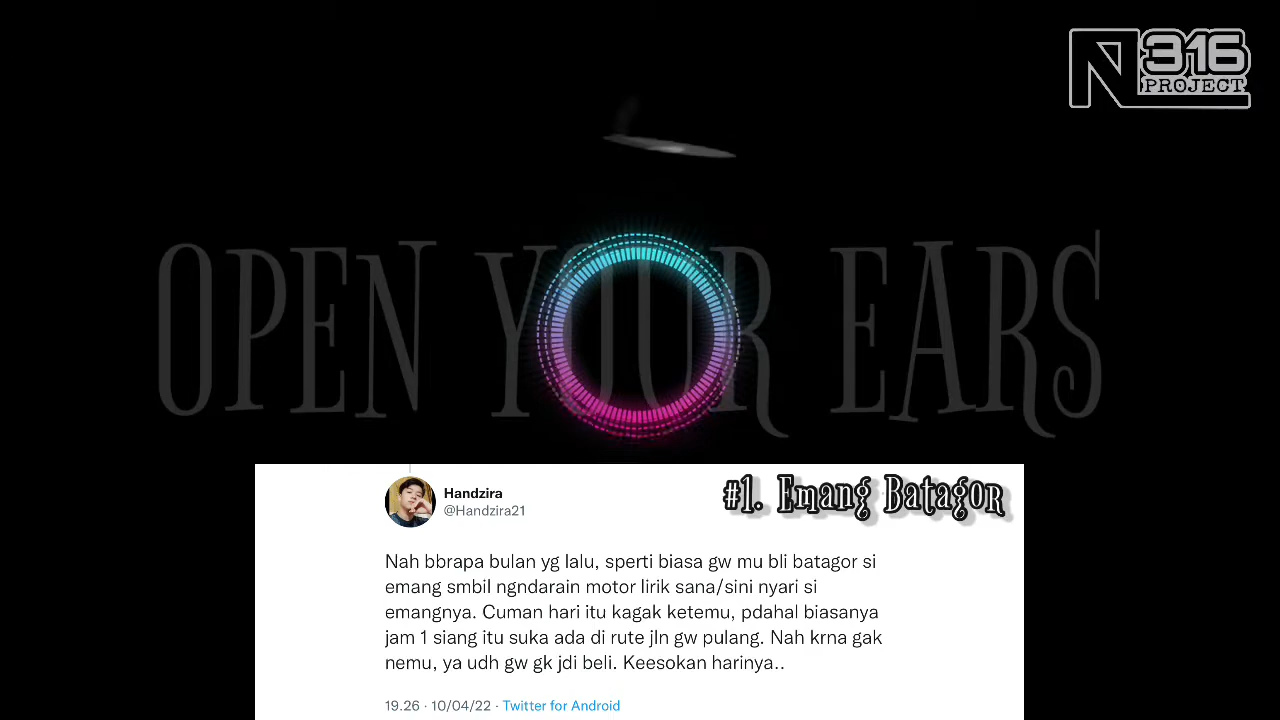 N 316
PROJECT
OPEN YOUR EARS
Handzira
@Handzira21
#1. Emang Batagor
Nah bbrapa bulan yg lalu, sperti biasa gw mu bli batagor si
emang smbil ngndarain motor lirik sana/sini nyari si
emangnya. Cuman hari itu kagak ketemu, pdahal biasanya
jam 1 siang itu suka ada di rute jln gw pulang. Nah krna gak
nemu, ya udh gw gk jdi beli. Keesokan harinya..
19.26 · 10/04/22 · Twitter for Android